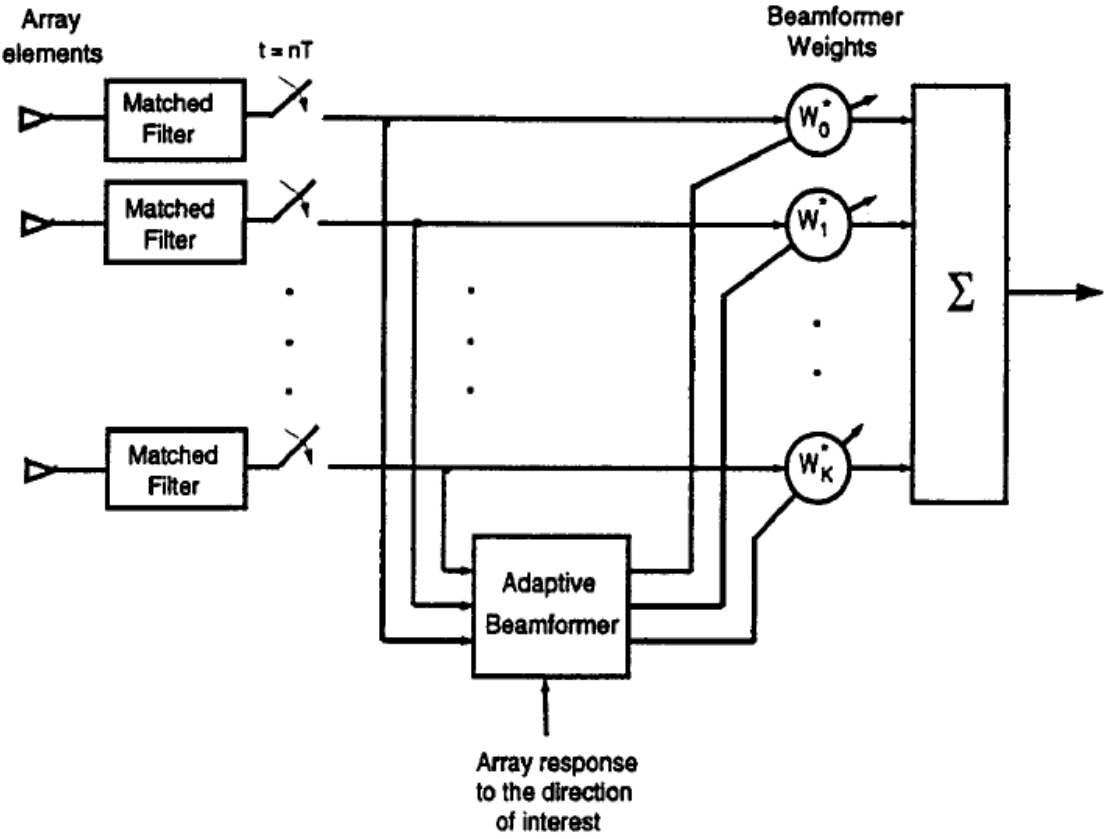 Array
elements
t = nT
Beamformer
Weights
Matched
Filter
W₀*
Matched
Filter
W₁*
Σ
Matched
Filter
W_K*
Adaptive
Beamformer
Array response
to the direction
of interest